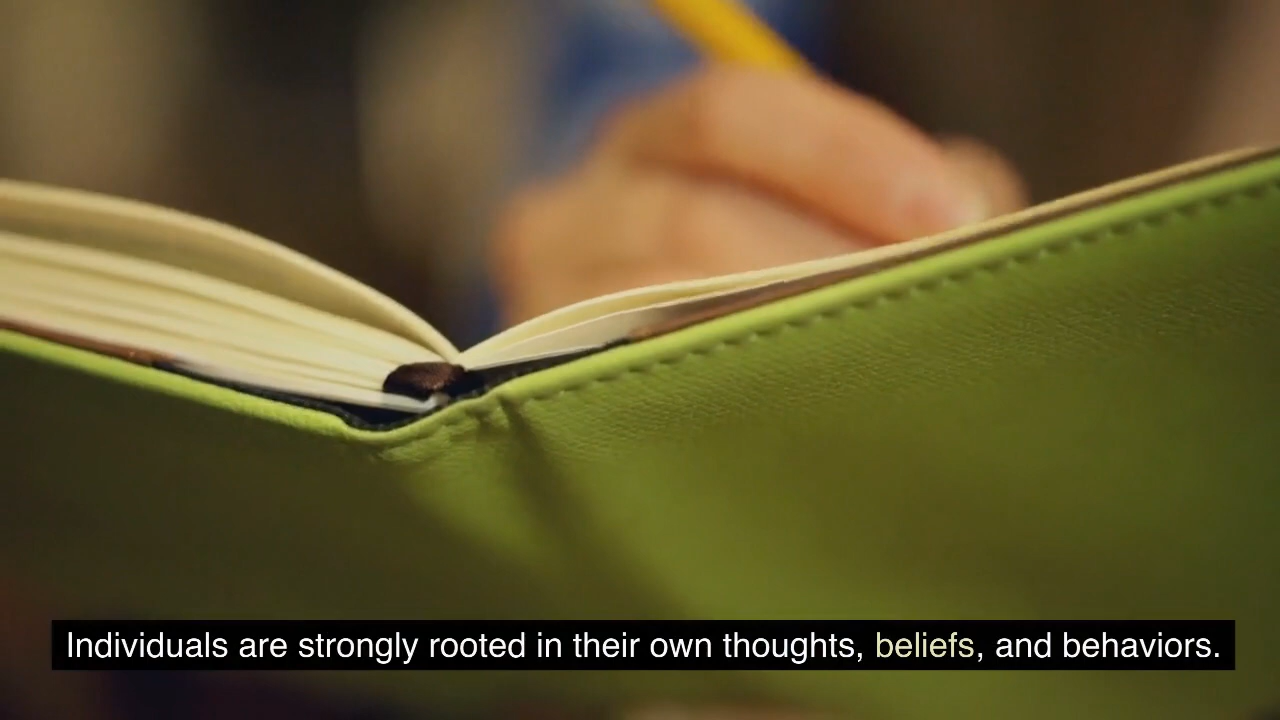 Individuals are strongly rooted in their own thoughts, beliefs, and behaviors.